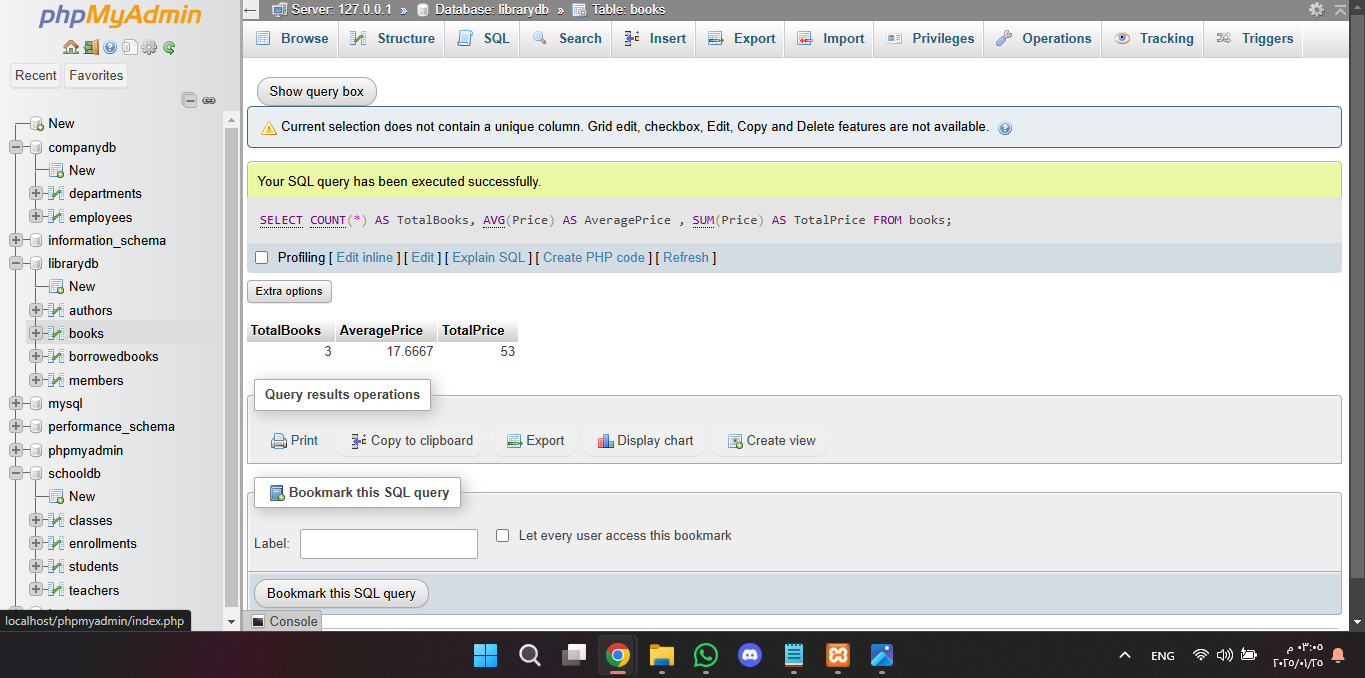 phpMyAdmin
Recent
Favorites
New
companydb
New
departments
employees
information_schema
librarydb
New
authors
books
borrowedbooks
members
mysql
performance_schema
phpmyadmin
schooldb
New
classes
enrollments
students
teachers
localhost/phpmyadmin/index.php
Server: 127.0.0.1 » Database: librarydb » Table: books
Browse Structure SQL Search Insert Export Import Privileges Operations Tracking Triggers
Show query box
Current selection does not contain a unique column. Grid edit, checkbox, Edit, Copy and Delete features are not available.
Your SQL query has been executed successfully.
SELECT COUNT(*) AS TotalBooks, AVG(Price) AS AveragePrice , SUM(Price) AS TotalPrice FROM books;
Profiling [ Edit inline ] [ Edit ] [ Explain SQL ] [ Create PHP code ] [ Refresh ]
Extra options
TotalBooks AveragePrice TotalPrice
3 17.6667 53
Query results operations
Print Copy to clipboard Export Display chart Create view
Bookmark this SQL query
Label:
Let every user access this bookmark
Bookmark this SQL query
Console
ENG
٠٣:٠٥ م
٢٠٢٥/٠١/٢٥